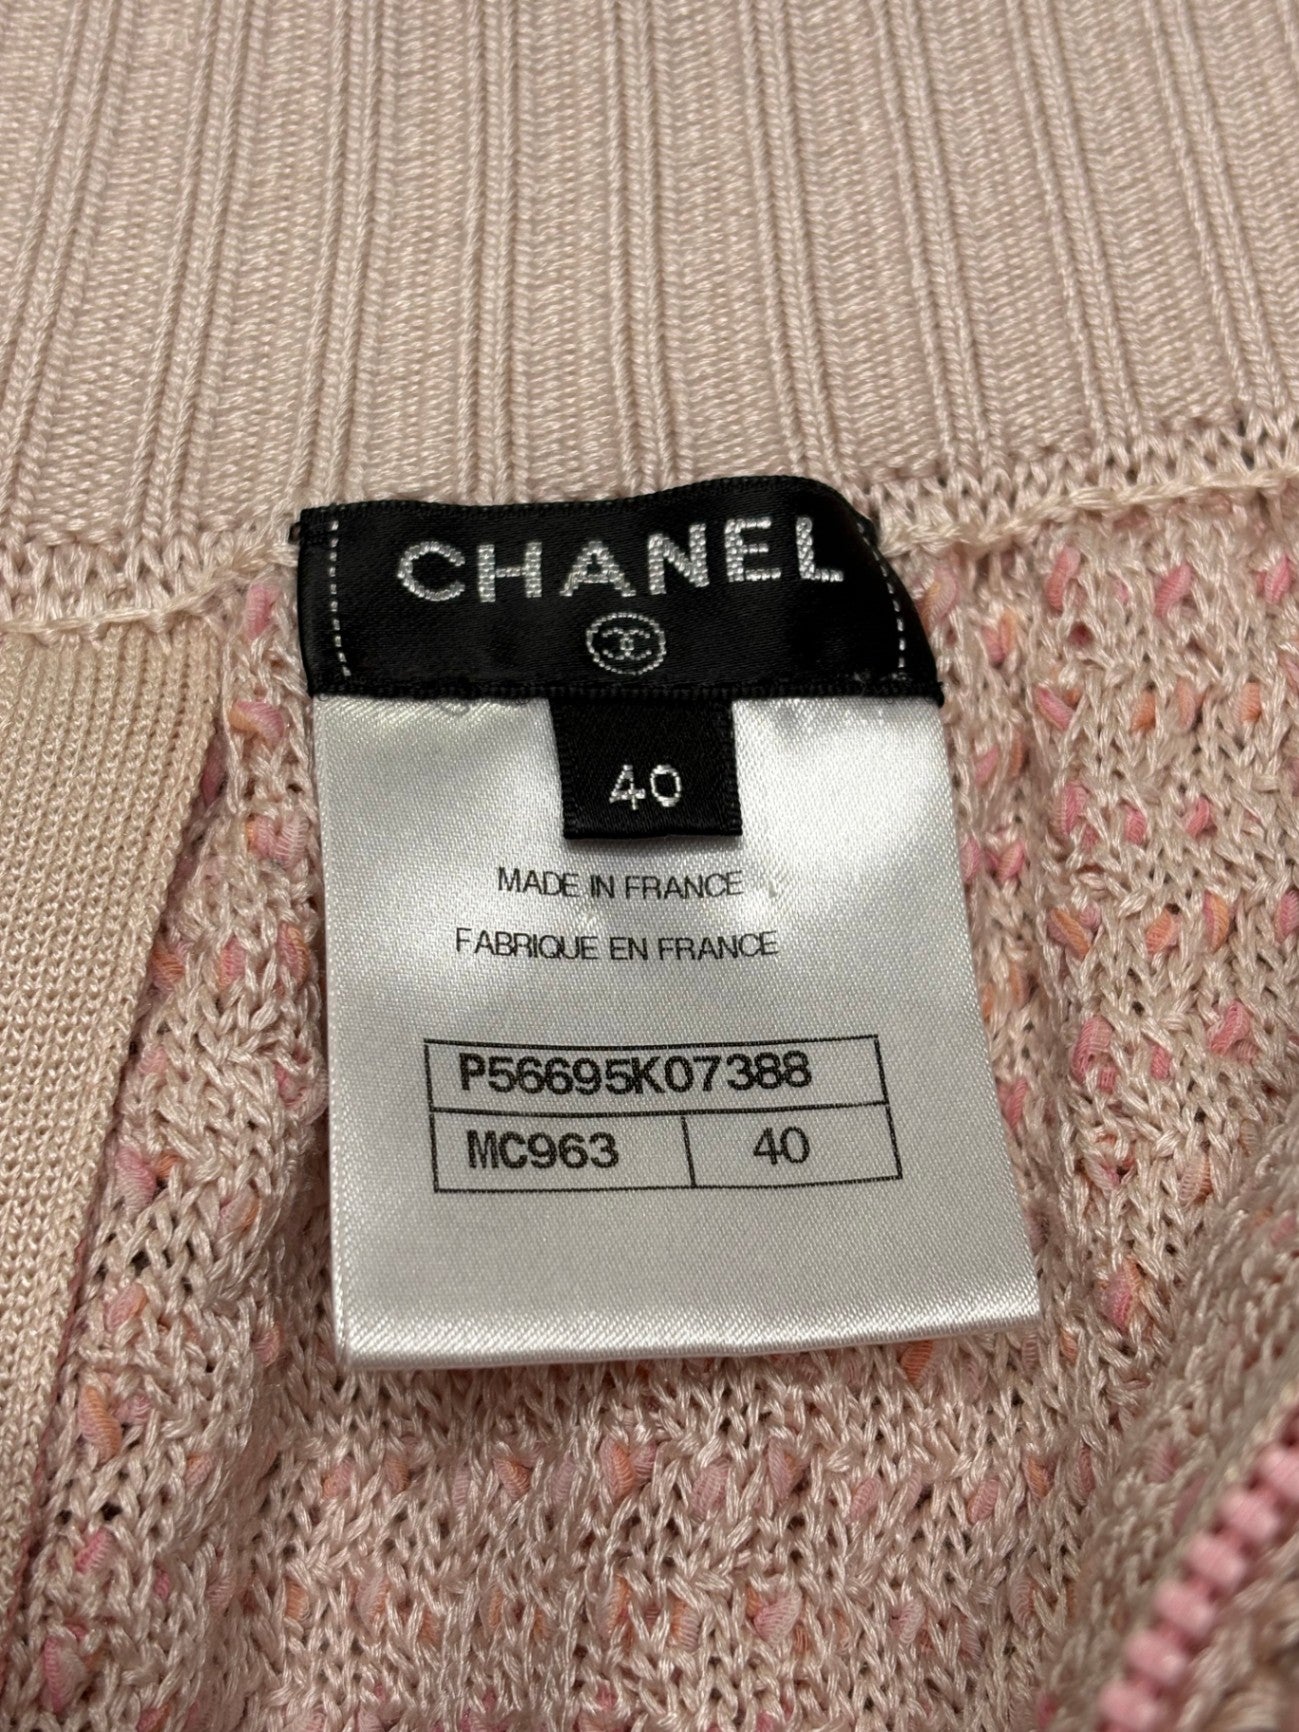 CHANEL
40
MADE IN FRANCE
FABRIQUE EN FRANCE
P56695K07388
MC963 40